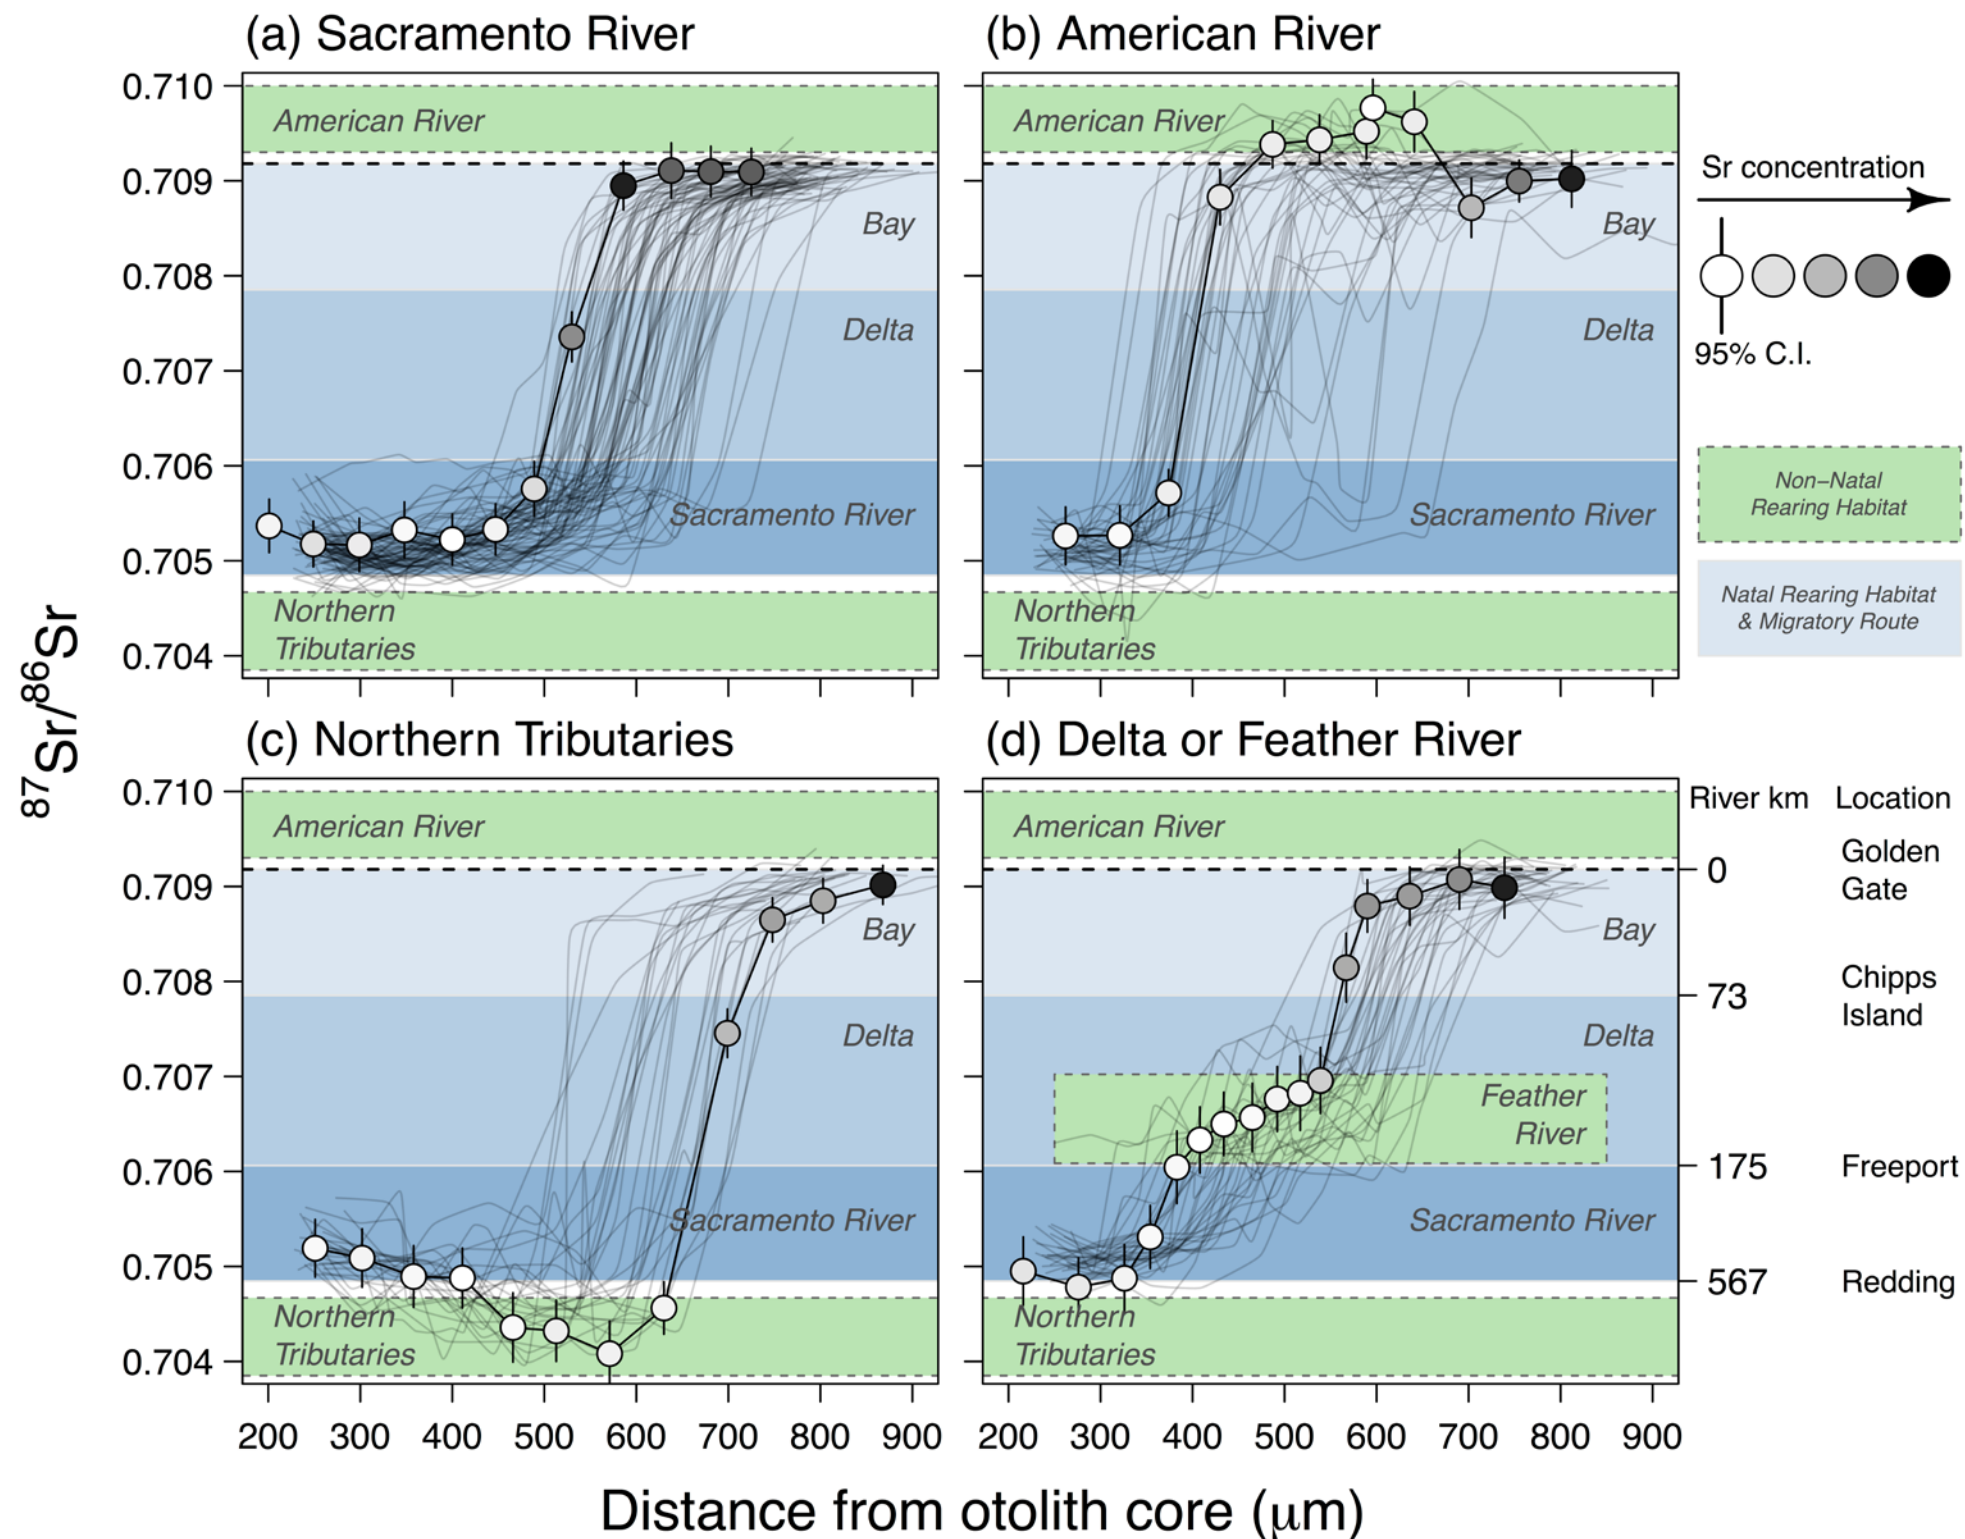 (a) Sacramento River
(b) American River
0.710
0.709
0.708
0.707
0.706
0.705
0.704
American River
Bay
Delta
Sacramento River
Northern
Tributaries
American River
Bay
Delta
Sacramento River
Northern
Tributaries
Sr concentration
95% C.I.
Non–Natal
Rearing Habitat
Natal Rearing Habitat
& Migratory Route
87Sr/86Sr
(c) Northern Tributaries
(d) Delta or Feather River
0.710
0.709
0.708
0.707
0.706
0.705
0.704
American River
Bay
Delta
Sacramento River
Northern
Tributaries
American River
Bay
Delta
Feather
River
Sacramento River
Northern
Tributaries
River km Location
0 Golden
Gate
73 Chipps
Island
175 Freeport
567 Redding
200 300 400 500 600 700 800 900
200 300 400 500 600 700 800 900
Distance from otolith core (μm)